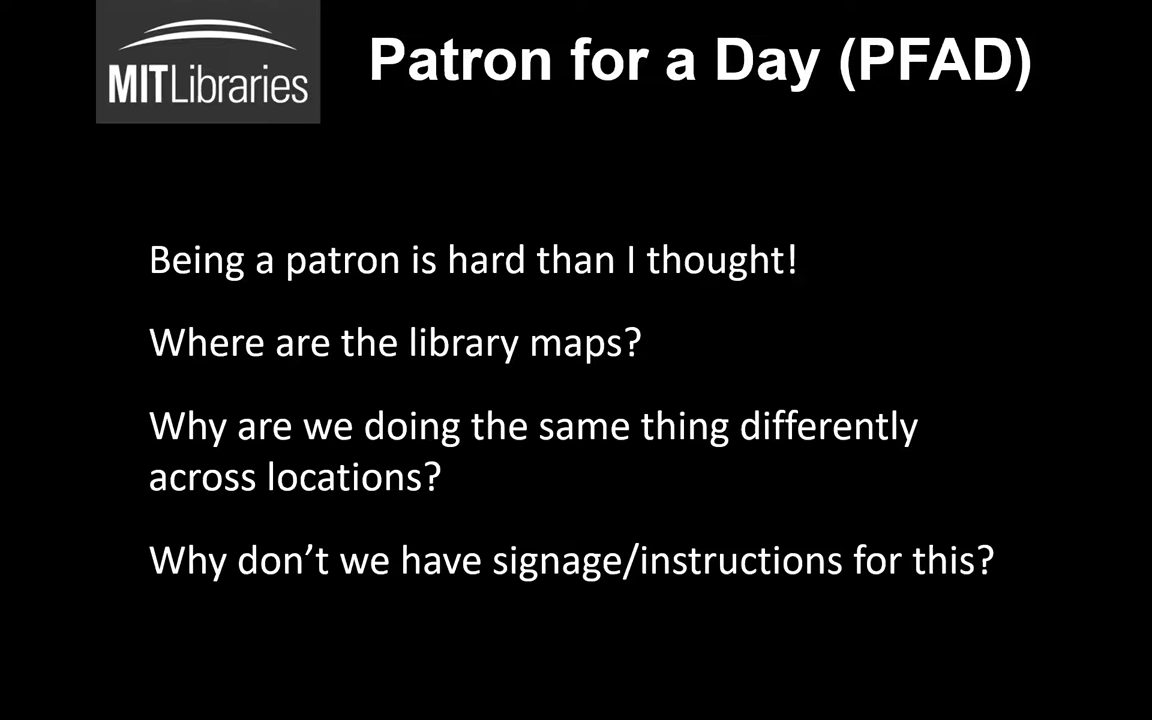 MITLibraries
Patron for a Day (PFAD)
Being a patron is hard than I thought!
Where are the library maps?
Why are we doing the same thing differently
across locations?
Why don’t we have signage/instructions for this?